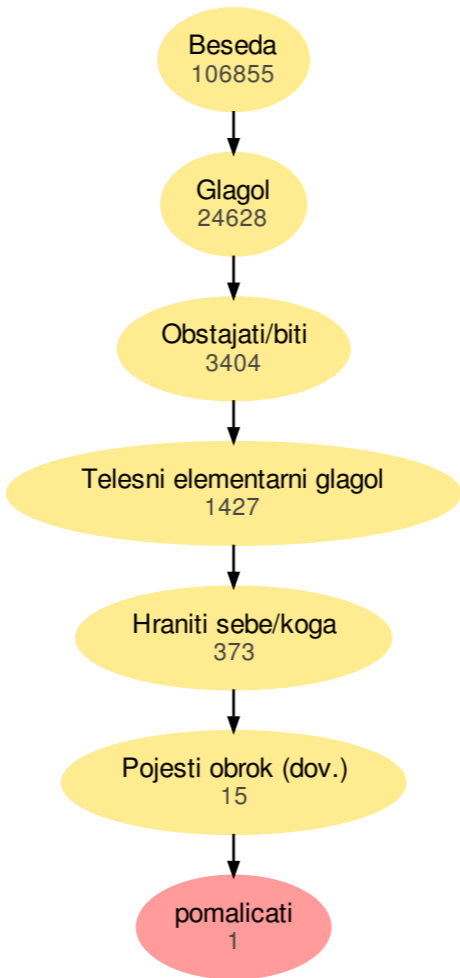 Beseda
106855
Glagol
24628
Obstajati/biti
3404
Telesni elementarni glagol
1427
Hraniti sebe/koga
373
Pojesti obrok (dov.)
15
pomalicati
1